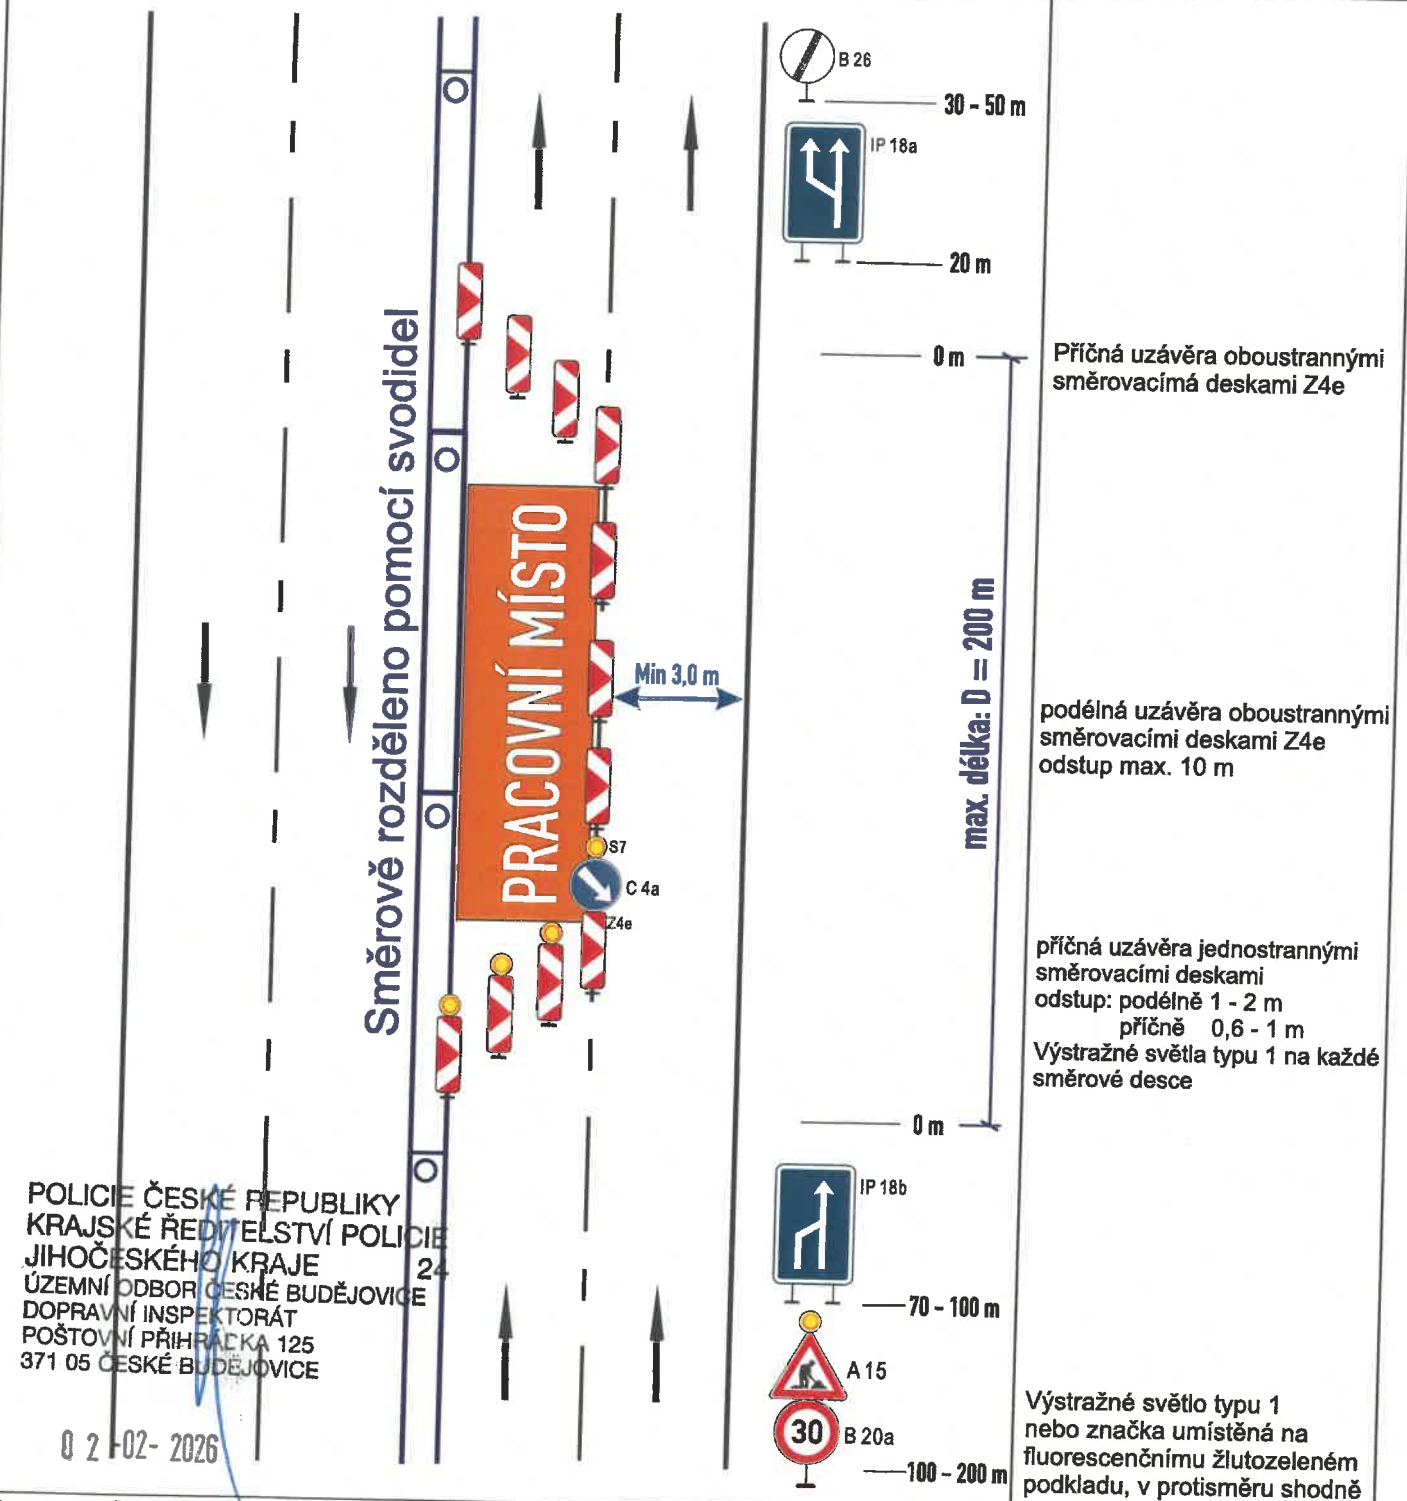 B 26
30 - 50 m
IP 18a
20 m
0 m
Příčná uzávěra oboustrannými
směrovacímá deskami Z4e
Směrově rozděleno pomocí svodidel
PRACOVNÍ MÍSTO
Min 3,0 m
max. délka: D = 200 m
podélná uzávěra oboustrannými
směrovacími deskami Z4e
odstup max. 10 m
S7
C 4a
Z4e
příčná uzávěra jednostrannými
směrovacími deskami
odstup: podélně 1 - 2 m
příčně 0,6 - 1 m
Výstražné světla typu 1 na každé
směrové desce
0 m
IP 18b
70 - 100 m
A 15
30
B 20a
100 - 200 m
Výstražné světlo typu 1
nebo značka umístěná na
fluorescenčnímu žlutozeleném
podkladu, v protisměru shodně
POLICIE ČESKÉ REPUBLIKY
KRAJSKÉ ŘEDITELSTVÍ POLICIE
JIHOČESKÉHO KRAJE
24
ÚZEMNÍ ODBOR ČESKÉ BUDĚJOVICE
DOPRAVNÍ INSPEKTORÁT
POŠTOVNÍ PŘIHRÁDKA 125
371 05 ČESKÉ BUDĚJOVICE
0 2 -02- 2026